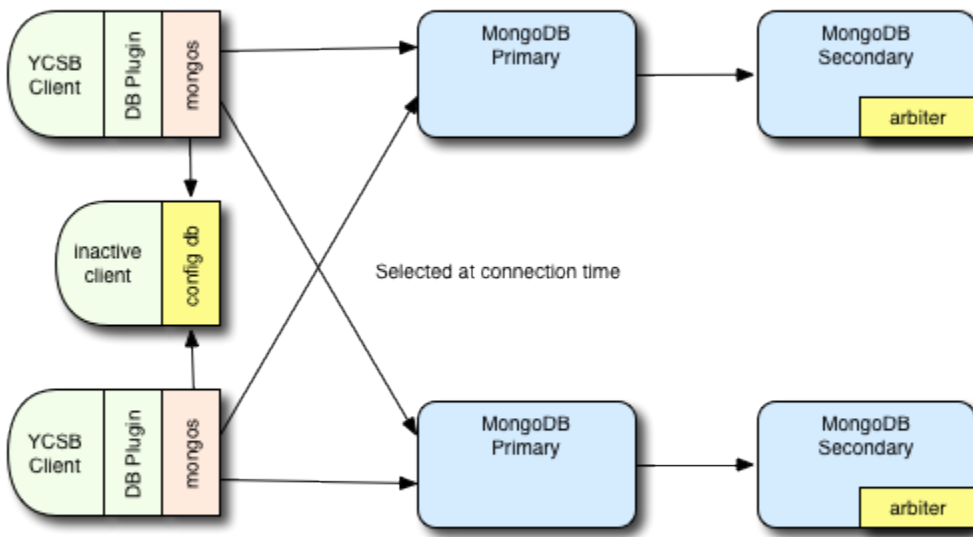 YCSB
Client
DB Plugin
mongos
MongoDB
Primary
MongoDB
Secondary
arbiter
inactive
client
config db
Selected at connection time
YCSB
Client
DB Plugin
mongos
MongoDB
Primary
MongoDB
Secondary
arbiter